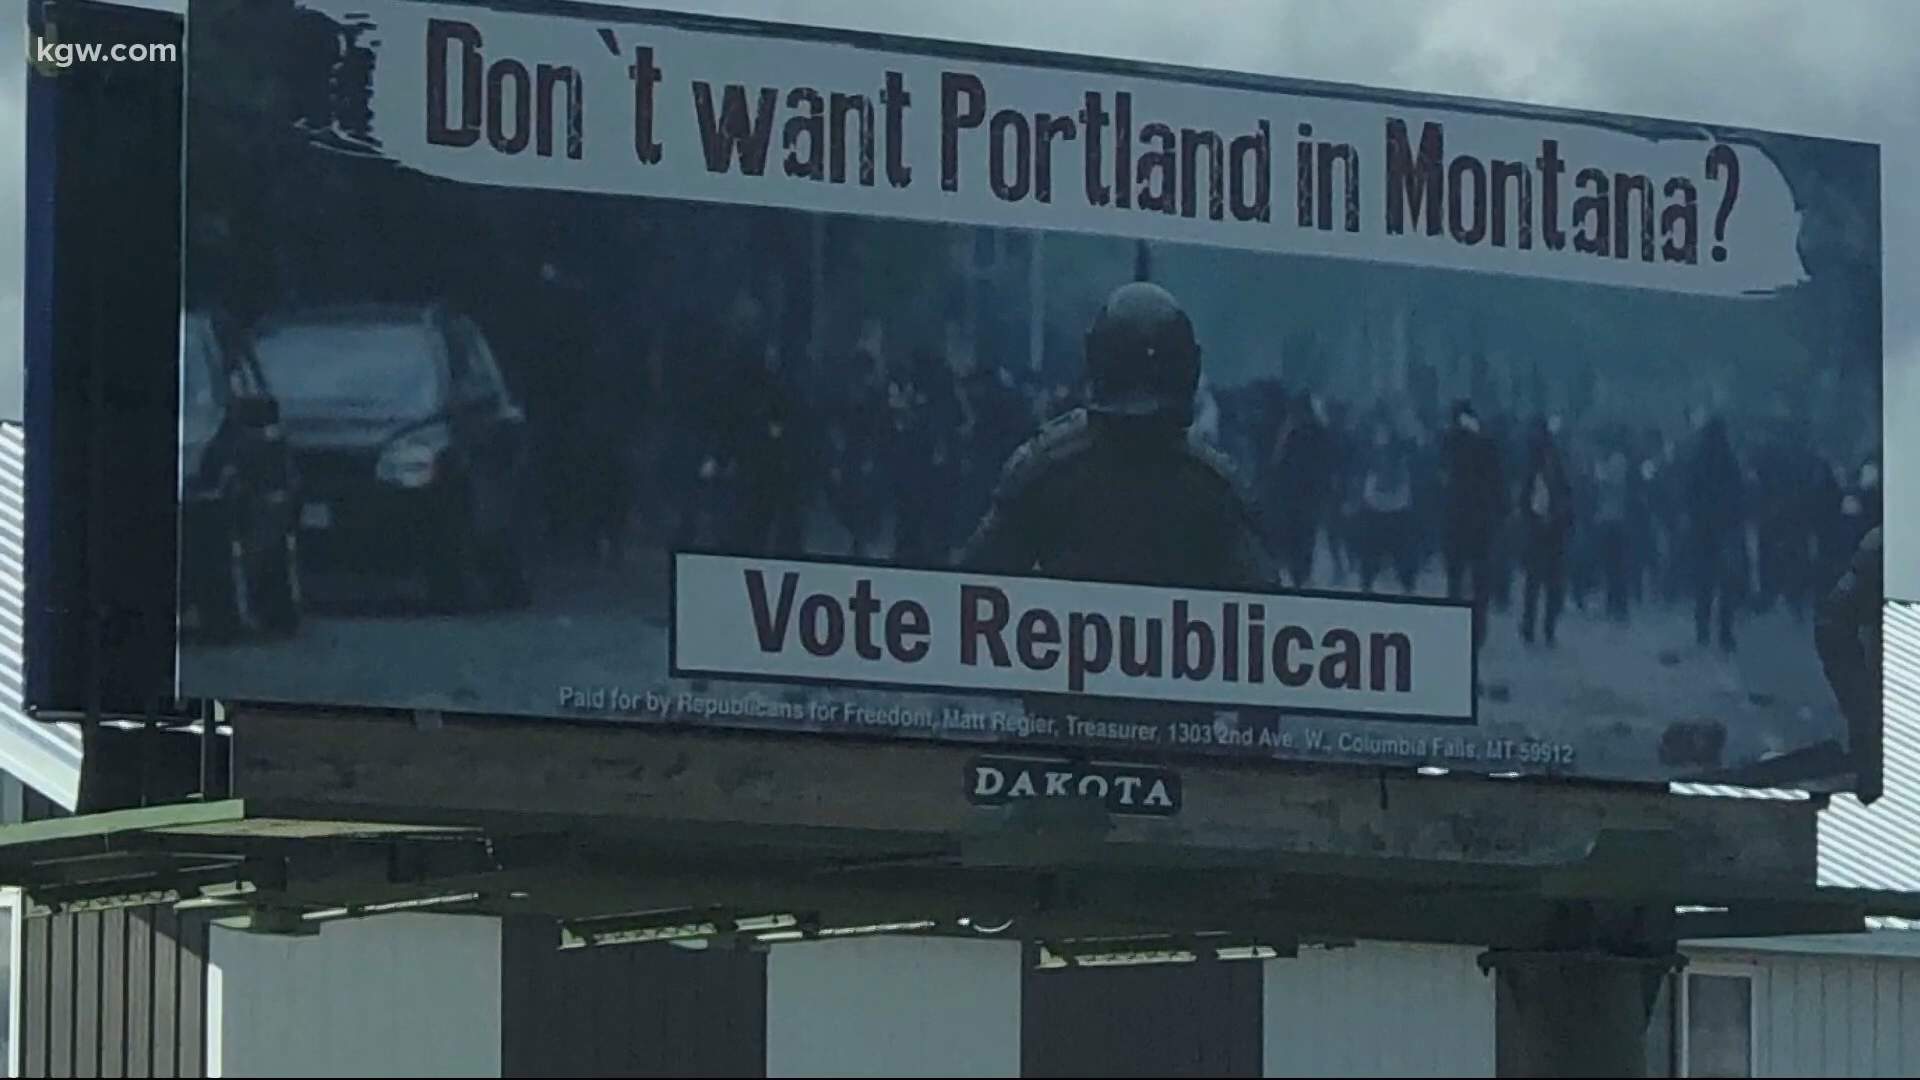 kgw.com
Don`t want Portland in Montana?
Vote Republican
Paid for by Republicans for Freedom, Matt Regier, Treasurer, 1303 2nd Ave. W., Columbia Falls, MT 59912
DAKOTA